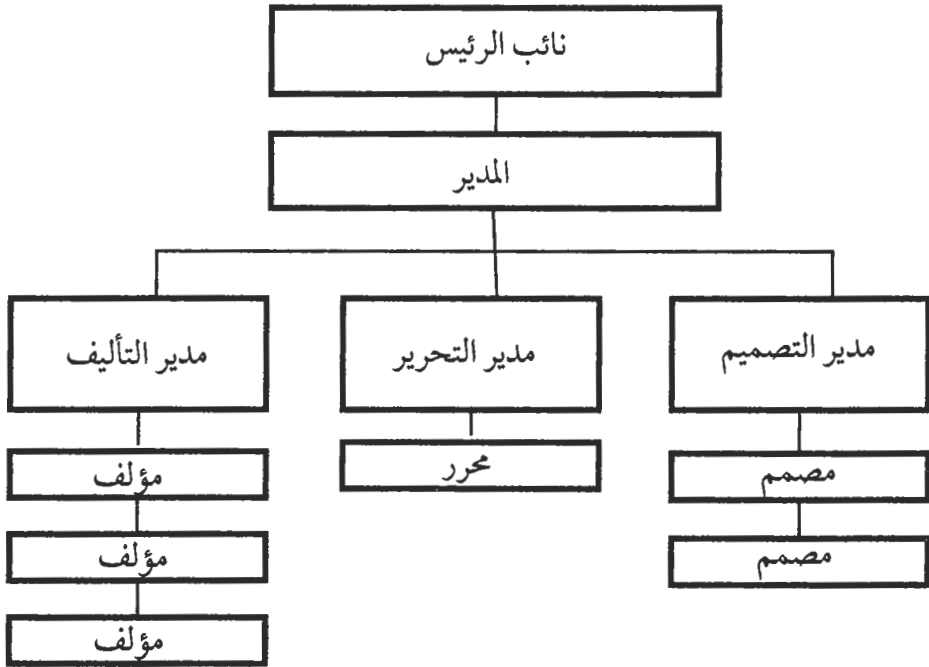 نائب الرئيس
المدير
مدير التصميم
مدير التحرير
مدير التأليف
مصمم
محرر
مؤلف
مصمم
مؤلف
مؤلف